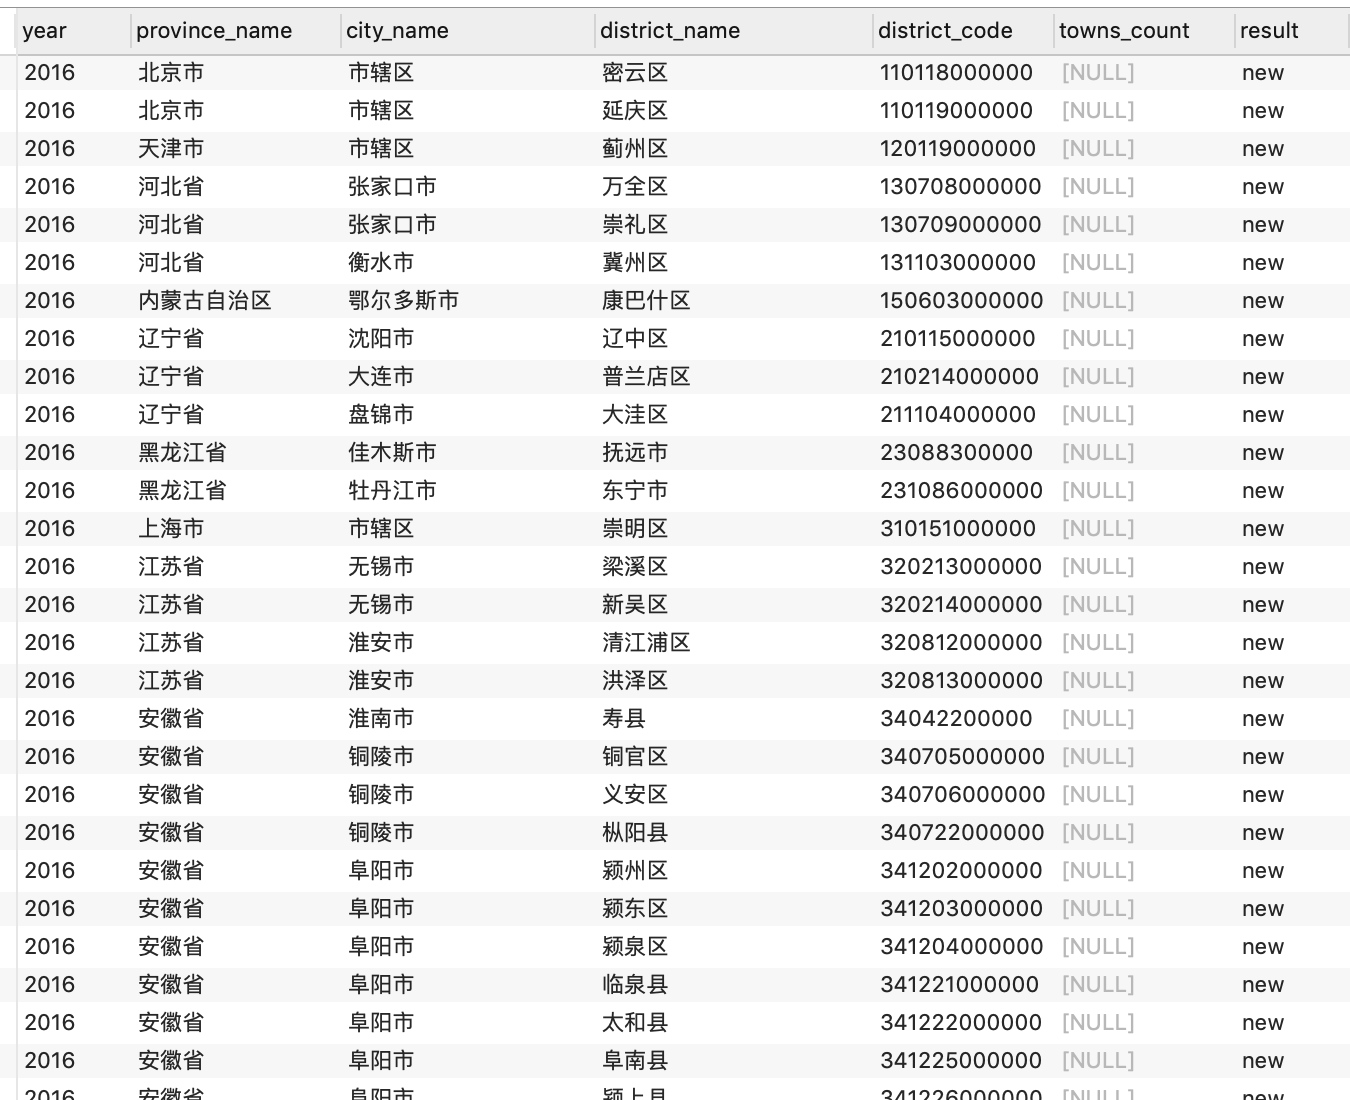 year province_name city_name district_name district_code towns_count result
2016 北京市 市辖区 密云区 110118000000 [NULL] new
2016 北京市 市辖区 延庆区 110119000000 [NULL] new
2016 天津市 市辖区 蓟州区 120119000000 [NULL] new
2016 河北省 张家口市 万全区 130708000000 [NULL] new
2016 河北省 张家口市 崇礼区 130709000000 [NULL] new
2016 河北省 衡水市 冀州区 131103000000 [NULL] new
2016 内蒙古自治区 鄂尔多斯市 康巴什区 150603000000 [NULL] new
2016 辽宁省 沈阳市 辽中区 210115000000 [NULL] new
2016 辽宁省 大连市 普兰店区 210214000000 [NULL] new
2016 辽宁省 盘锦市 大洼区 211104000000 [NULL] new
2016 黑龙江省 佳木斯市 抚远市 23088300000 [NULL] new
2016 黑龙江省 牡丹江市 东宁市 231086000000 [NULL] new
2016 上海市 市辖区 崇明区 310151000000 [NULL] new
2016 江苏省 无锡市 梁溪区 320213000000 [NULL] new
2016 江苏省 无锡市 新吴区 320214000000 [NULL] new
2016 江苏省 淮安市 清江浦区 320812000000 [NULL] new
2016 江苏省 淮安市 洪泽区 320813000000 [NULL] new
2016 安徽省 淮南市 寿县 34042200000 [NULL] new
2016 安徽省 铜陵市 铜官区 340705000000 [NULL] new
2016 安徽省 铜陵市 义安区 340706000000 [NULL] new
2016 安徽省 铜陵市 枞阳县 340722000000 [NULL] new
2016 安徽省 阜阳市 颍州区 341202000000 [NULL] new
2016 安徽省 阜阳市 颍东区 341203000000 [NULL] new
2016 安徽省 阜阳市 颍泉区 341204000000 [NULL] new
2016 安徽省 阜阳市 临泉县 341221000000 [NULL] new
2016 安徽省 阜阳市 太和县 341222000000 [NULL] new
2016 安徽省 阜阳市 阜南县 341225000000 [NULL] new
2016 安徽省 阜阳市 颍上县 341226000000 [NULL] new